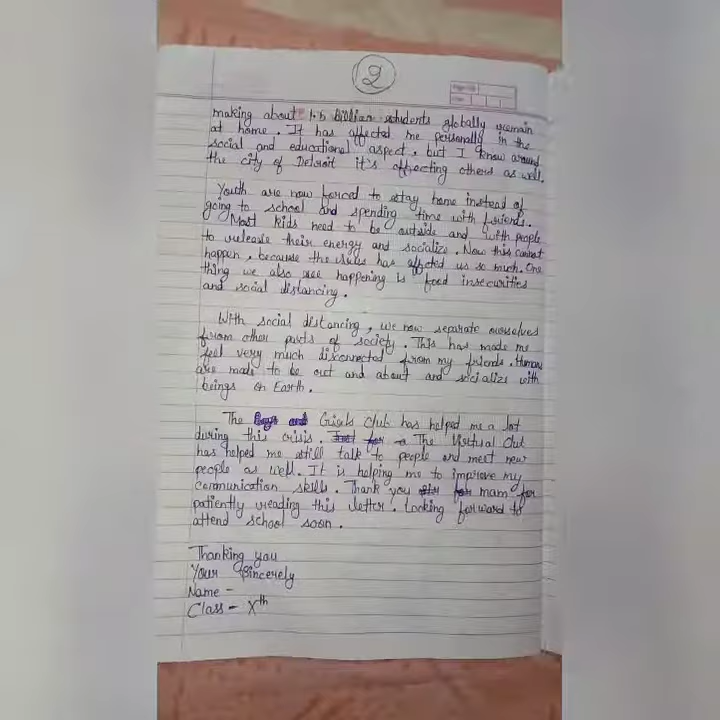 2
making about 1.5 billion students globally remain
at home. It has affected me personally in the
social and educational aspect, but I know around
the city of Detroit it's affecting others as well.
Youth are now forced to stay home instead of
going to school and spending time with friends.
Most kids need to be outside and with people
to release their energy and socialize. Now this cannot
happen, because the rules has affected us so much. One
thing we also see happening is food insecurities
and social distancing.
With social distancing, we now separate ourselves
from other parts of society. This has made me
feel very much disconnected from my friends. Humans
are made to be out and about and socialize with
beings on Earth.
The Girls club has helped me a lot
during this crisis. The Virtual Club
has helped me still talk to people and meet new
people as well. It is helping me to improve my
communication skills. Thank you mam for
patiently reading this letter. Looking forward to
attend school soon.
Thanking you
Your Sincerely
Name -
Class - Xth